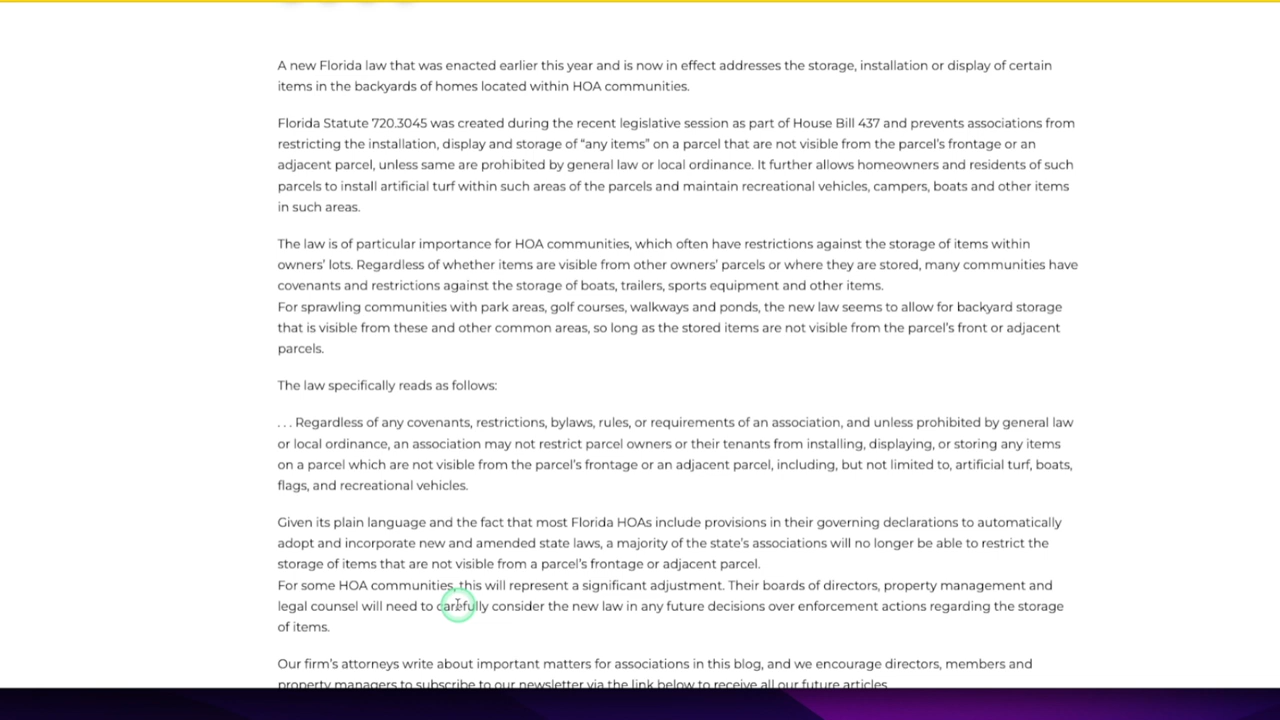 A new Florida law that was enacted earlier this year and is now in effect addresses the storage, installation or display of certain
items in the backyards of homes located within HOA communities.
Florida Statute 720.3045 was created during the recent legislative session as part of House Bill 437 and prevents associations from
restricting the installation, display and storage of “any items” on a parcel that are not visible from the parcel’s frontage or an
adjacent parcel, unless same are prohibited by general law or local ordinance. It further allows homeowners and residents of such
parcels to install artificial turf within such areas of the parcels and maintain recreational vehicles, campers, boats and other items
in such areas.
The law is of particular importance for HOA communities, which often have restrictions against the storage of items within
owners’ lots. Regardless of whether items are visible from other owners’ parcels or where they are stored, many communities have
covenants and restrictions against the storage of boats, trailers, sports equipment and other items.
For sprawling communities with park areas, golf courses, walkways and ponds, the new law seems to allow for backyard storage
that is visible from these and other common areas, so long as the stored items are not visible from the parcel’s front or adjacent
parcels.
The law specifically reads as follows:
. . . Regardless of any covenants, restrictions, bylaws, rules, or requirements of an association, and unless prohibited by general law
or local ordinance, an association may not restrict parcel owners or their tenants from installing, displaying, or storing any items
on a parcel which are not visible from the parcel’s frontage or an adjacent parcel, including, but not limited to, artificial turf, boats,
flags, and recreational vehicles.
Given its plain language and the fact that most Florida HOAs include provisions in their governing declarations to automatically
adopt and incorporate new and amended state laws, a majority of the state’s associations will no longer be able to restrict the
storage of items that are not visible from a parcel’s frontage or adjacent parcel.
For some HOA communities, this will represent a significant adjustment. Their boards of directors, property management and
legal counsel will need to carefully consider the new law in any future decisions over enforcement actions regarding the storage
of items.
Our firm’s attorneys write about important matters for associations in this blog, and we encourage directors, members and
property managers to subscribe to our newsletter via the link below to receive all our future articles